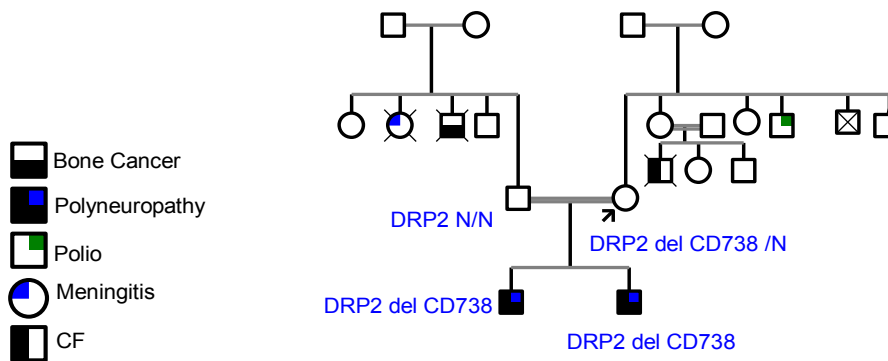 Bone Cancer
Polyneuropathy
Polio
Meningitis
CF
DRP2 N/N
DRP2 del CD738 /N
DRP2 del CD738
DRP2 del CD738